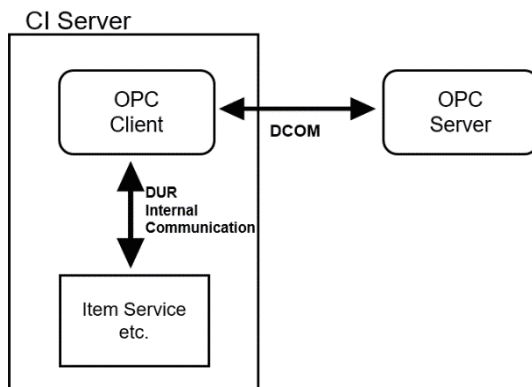 CI Server
OPC
Client
DCOM
OPC
Server
DUR
Internal
Communication
Item Service
etc.